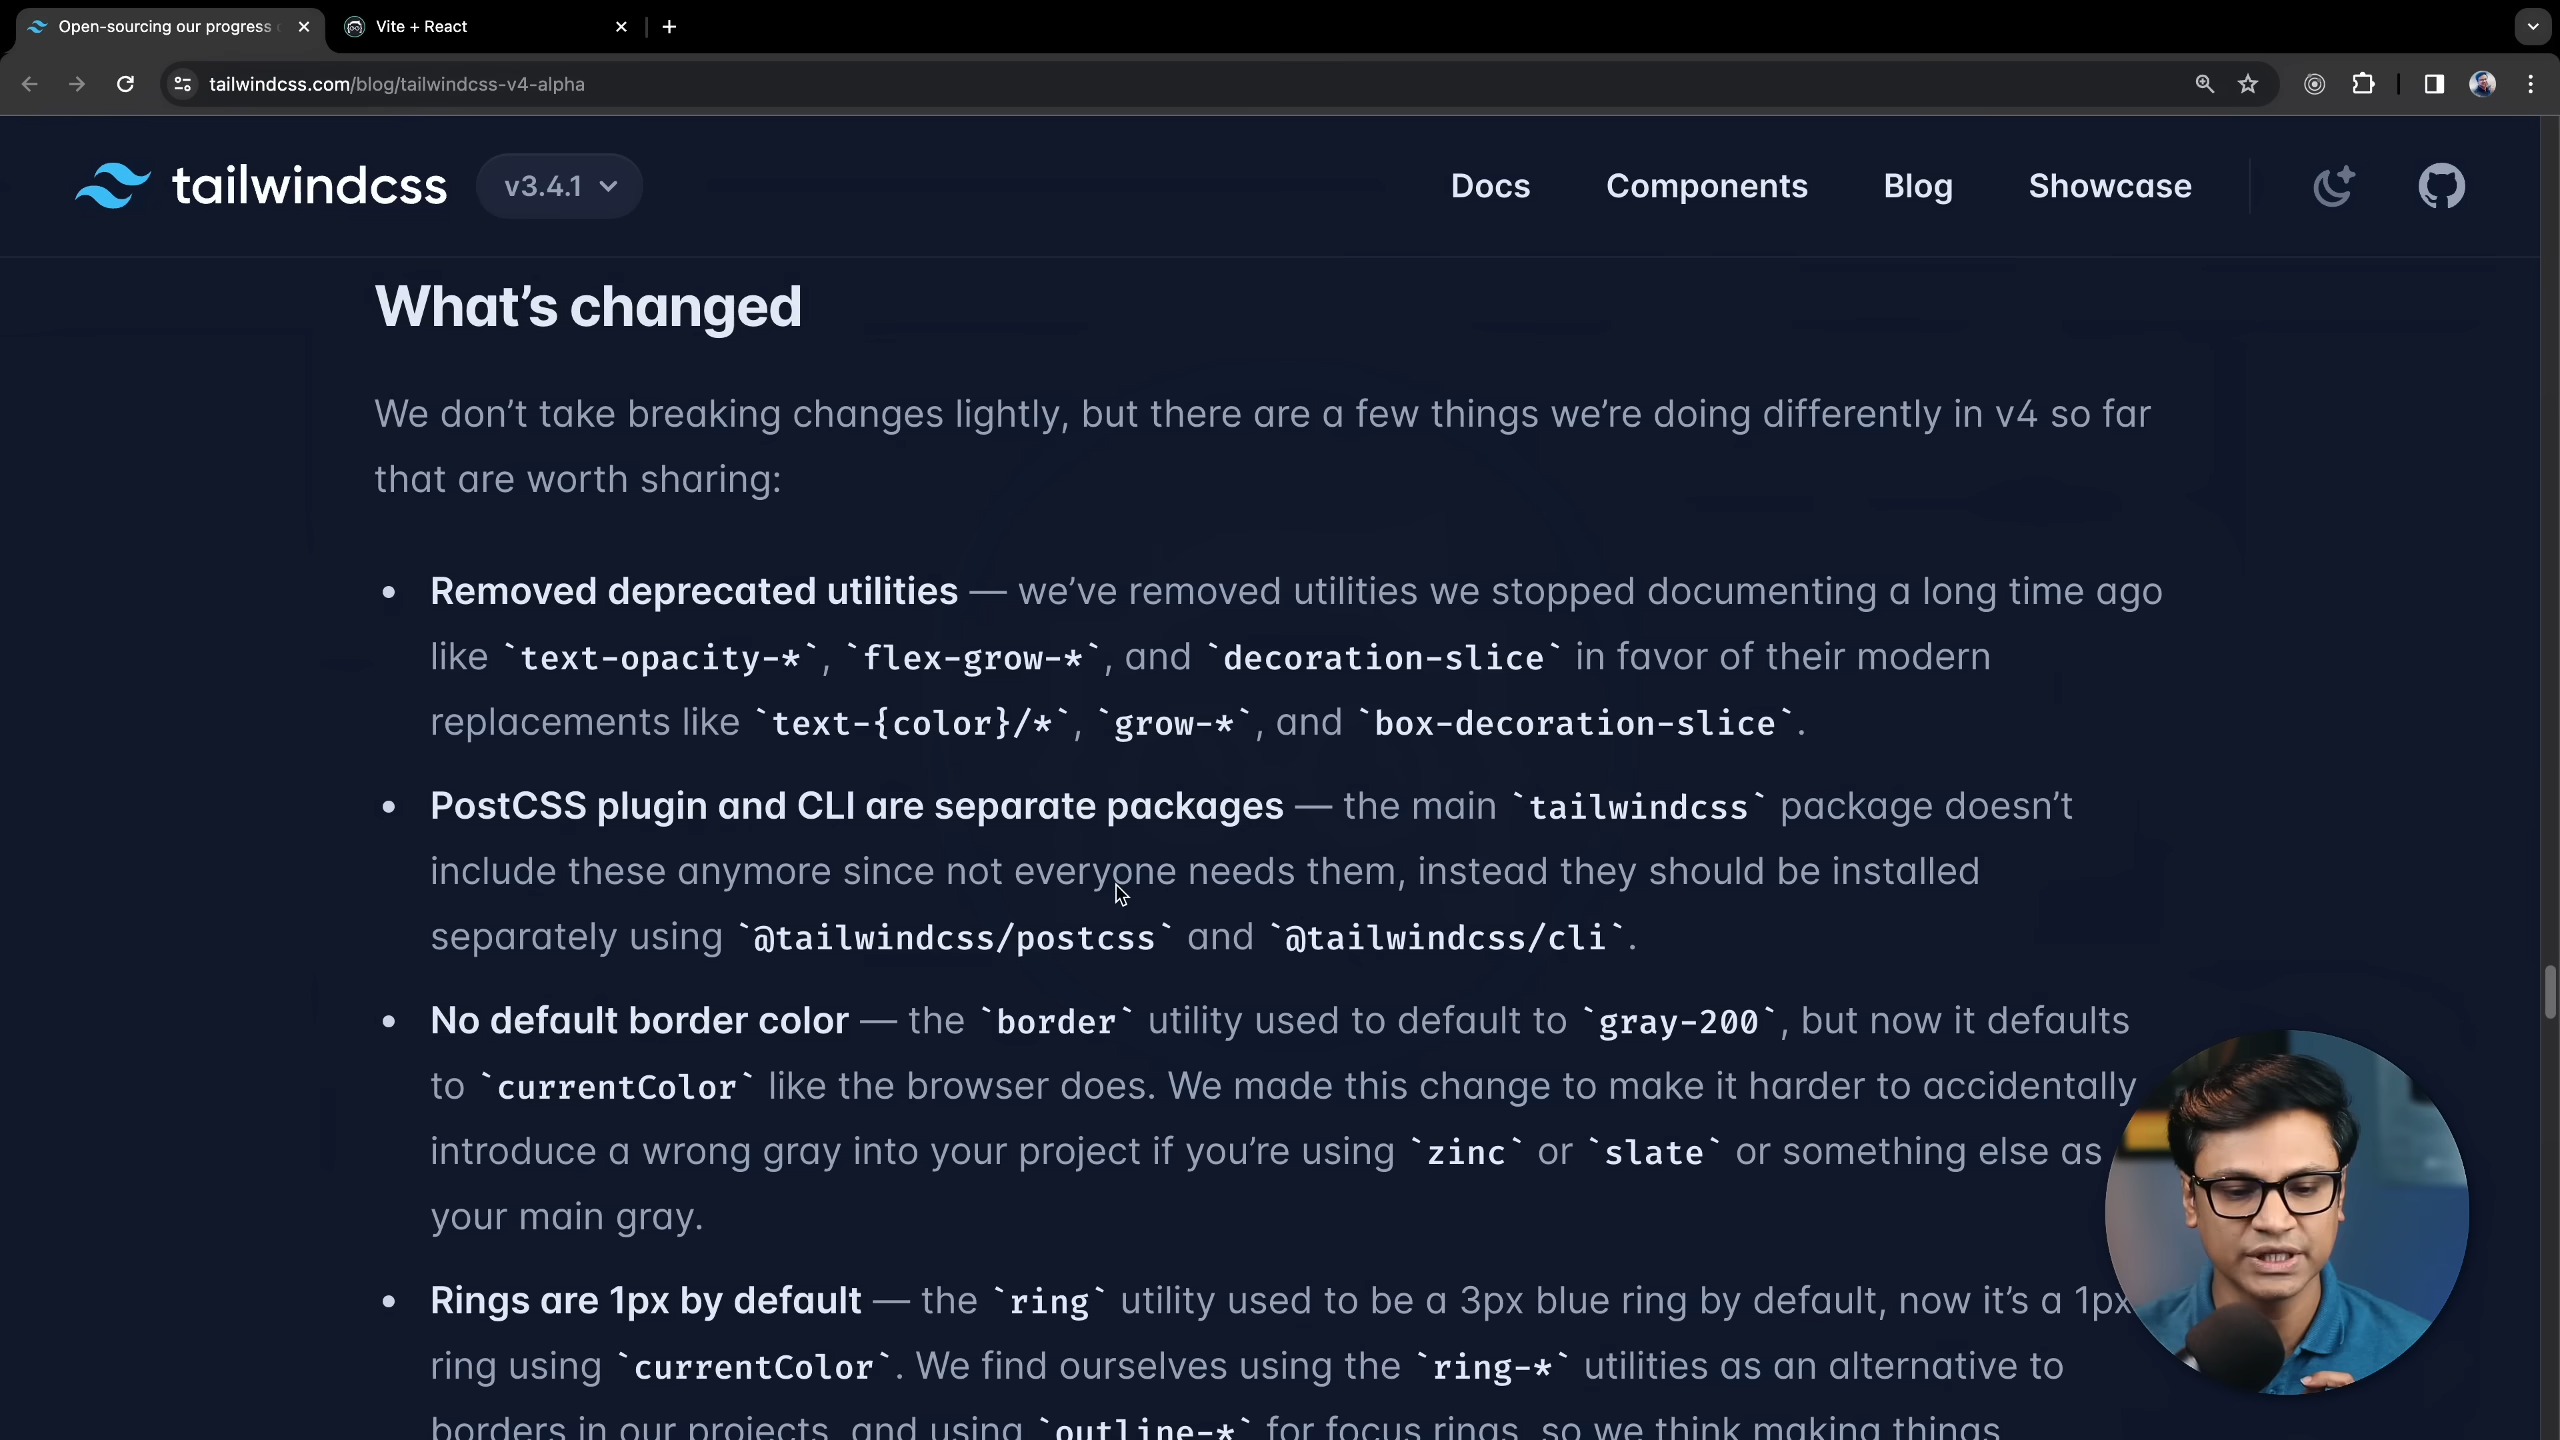 Open-sourcing our progress
Vite + React
tailwindcss.com/blog/tailwindcss-v4-alpha
tailwindcss
v3.4.1
Docs
Components
Blog
Showcase
What’s changed
We don’t take breaking changes lightly, but there are a few things we’re doing differently in v4 so far
that are worth sharing:
• Removed deprecated utilities — we’ve removed utilities we stopped documenting a long time ago
like `text-opacity-*`, `flex-grow-*`, and `decoration-slice` in favor of their modern
replacements like `text-{color}/*`, `grow-*`, and `box-decoration-slice`.
• PostCSS plugin and CLI are separate packages — the main `tailwindcss` package doesn’t
include these anymore since not everyone needs them, instead they should be installed
separately using `@tailwindcss/postcss` and `@tailwindcss/cli`.
• No default border color — the `border` utility used to default to `gray-200`, but now it defaults
to `currentColor` like the browser does. We made this change to make it harder to accidentally
introduce a wrong gray into your project if you’re using `zinc` or `slate` or something else as
your main gray.
• Rings are 1px by default — the `ring` utility used to be a 3px blue ring by default, now it’s a 1px
ring using `currentColor`. We find ourselves using the `ring-*` utilities as an alternative to
borders in our projects, and using `outline-*` for focus rings, so we think making things